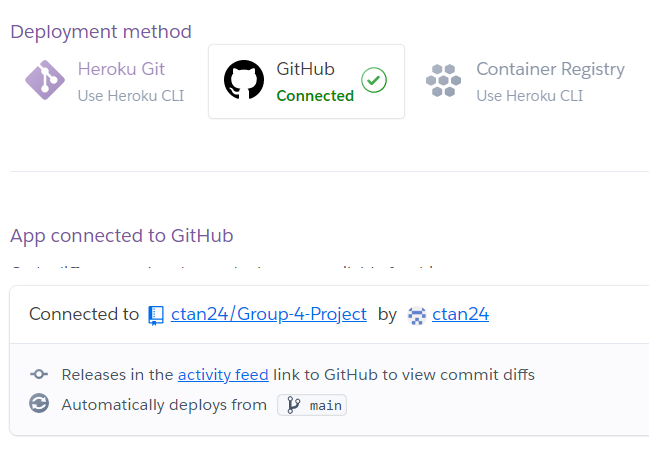 Deployment method
Heroku Git
Use Heroku CLI
GitHub
Connected
Container Registry
Use Heroku CLI
App connected to GitHub
Connected to ctan24/Group-4-Project by ctan24
Releases in the activity feed link to GitHub to view commit diffs
Automatically deploys from main